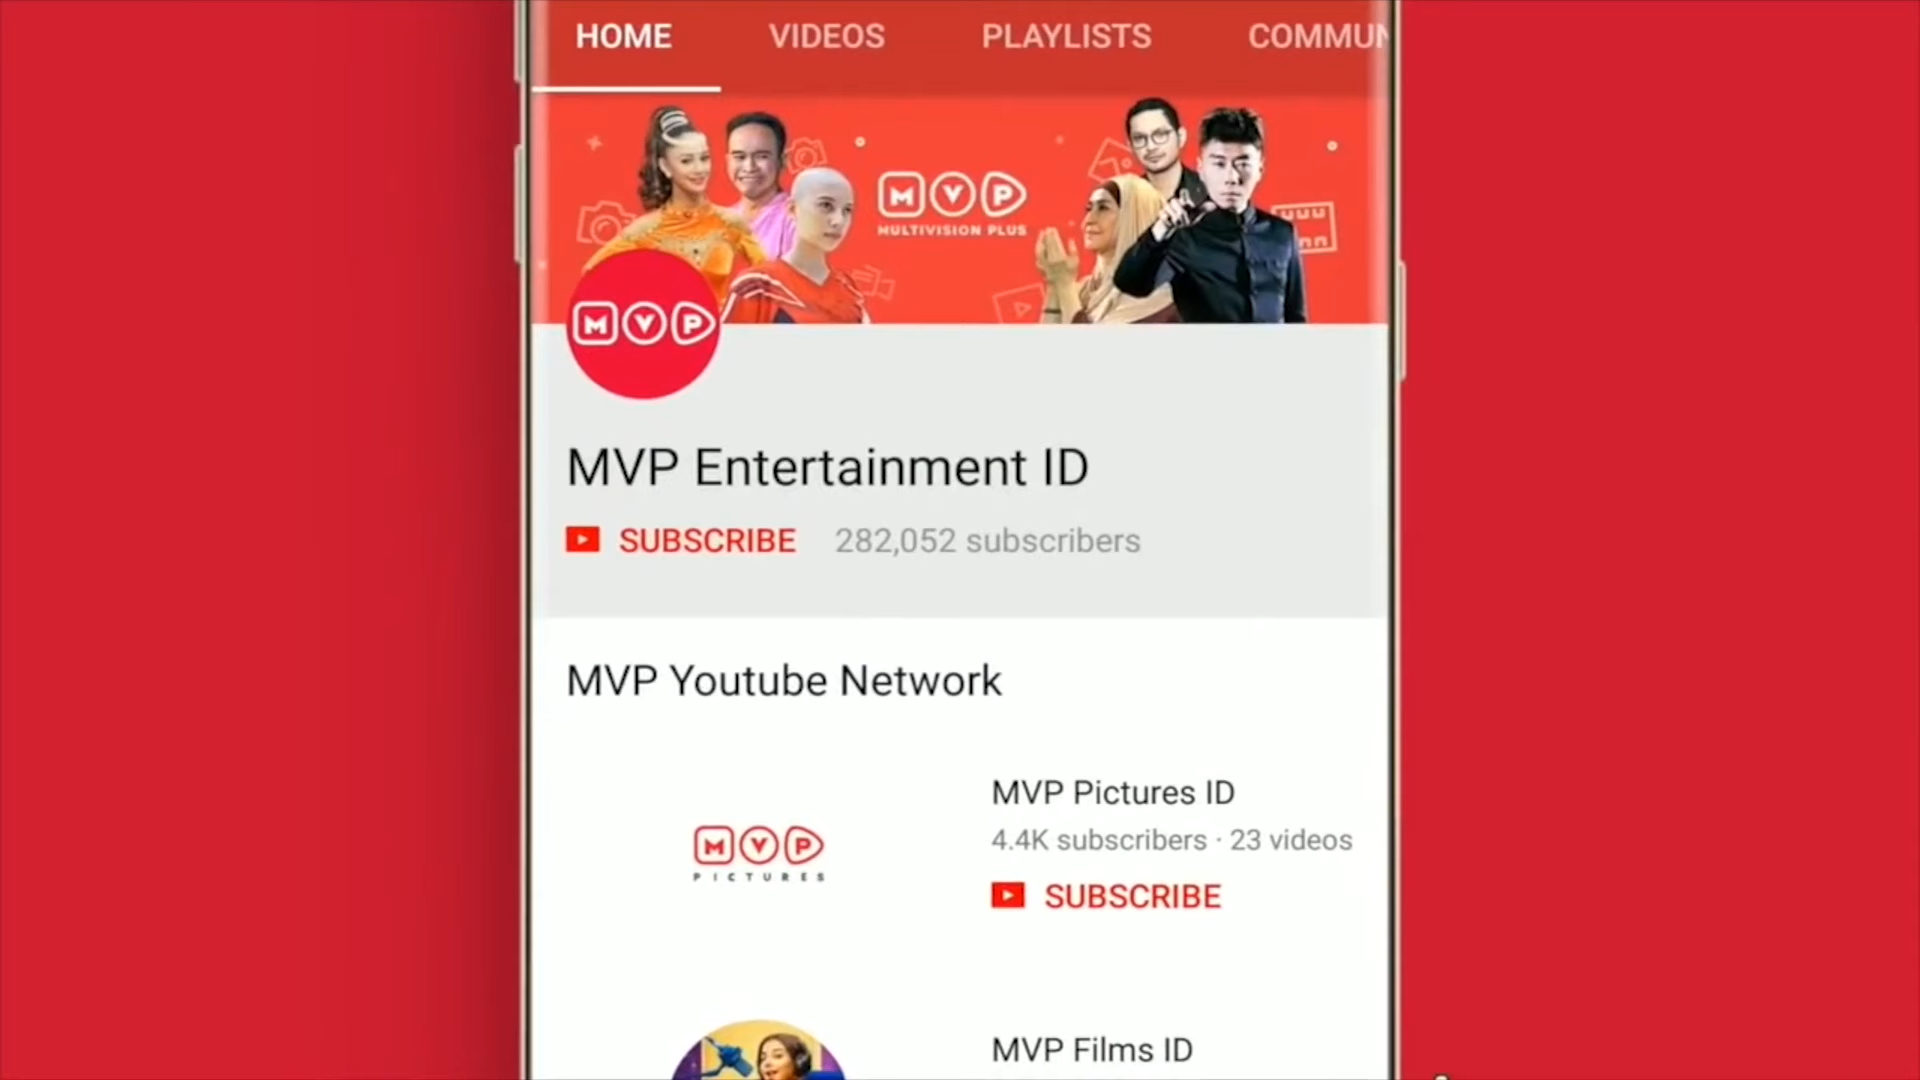 HOME VIDEOS PLAYLISTS COMMUN
MVP
MULTIVISION PLUS
MVP
MVP Entertainment ID
SUBSCRIBE 282,052 subscribers
MVP Youtube Network
MVP Pictures ID
4.4K subscribers · 23 videos
MVP
PICTURES
SUBSCRIBE
MVP Films ID